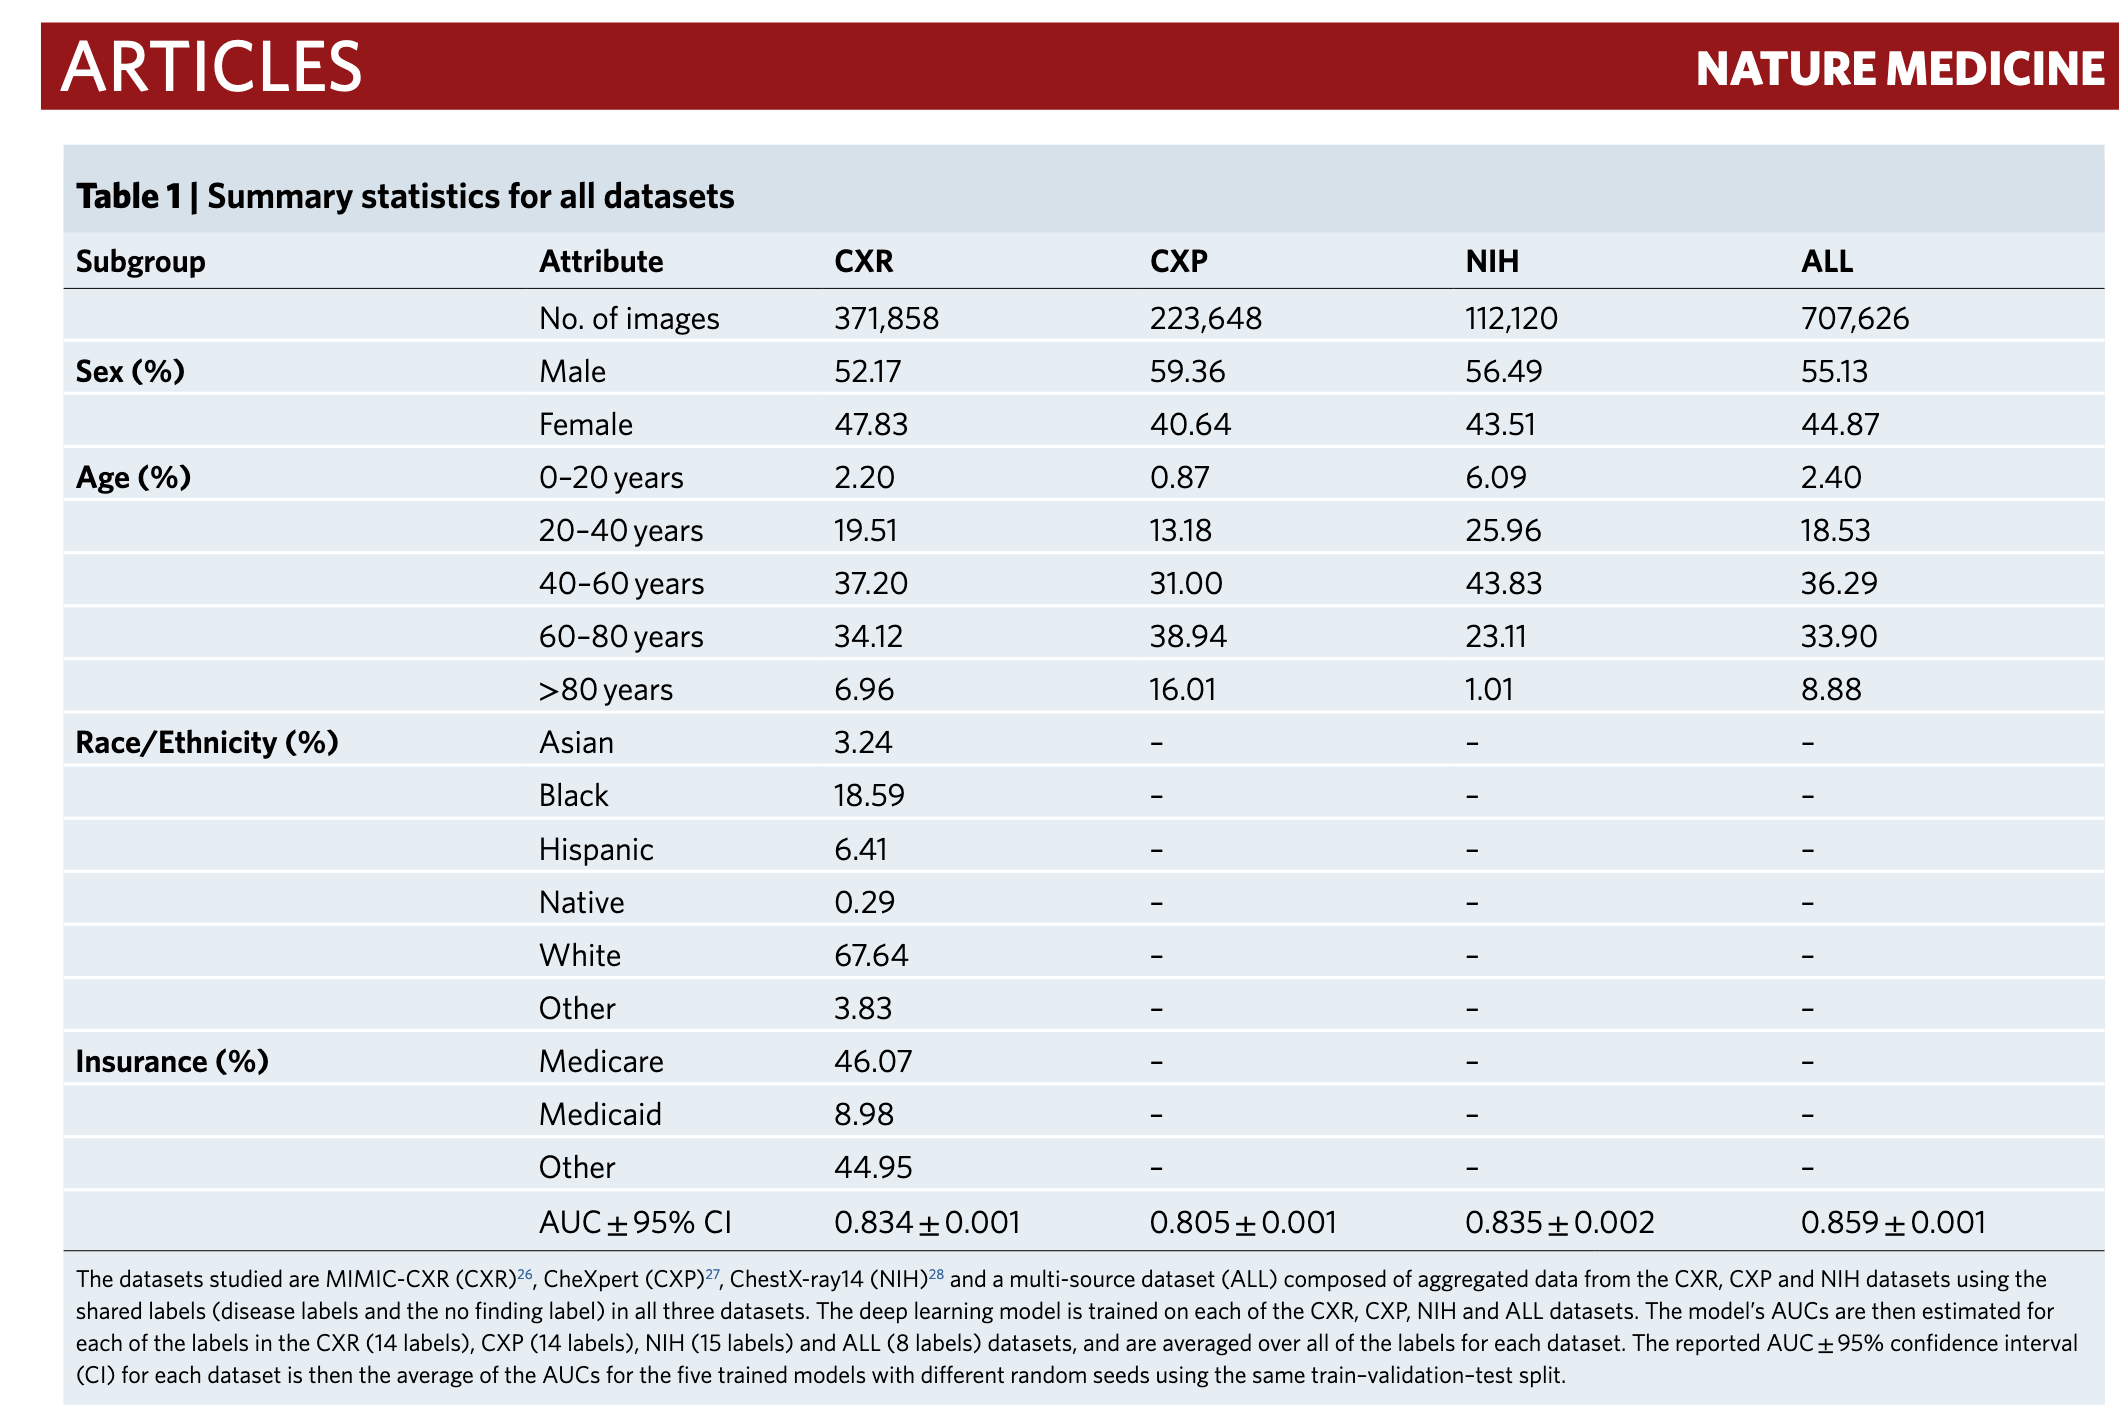 ARTICLES NATURE MEDICINE
Table 1 | Summary statistics for all datasets
Subgroup Attribute CXR CXP NIH ALL
No. of images 371,858 223,648 112,120 707,626
Sex (%) Male 52.17 59.36 56.49 55.13
Female 47.83 40.64 43.51 44.87
Age (%) 0–20 years 2.20 0.87 6.09 2.40
20–40 years 19.51 13.18 25.96 18.53
40–60 years 37.20 31.00 43.83 36.29
60–80 years 34.12 38.94 23.11 33.90
>80 years 6.96 16.01 1.01 8.88
Race/Ethnicity (%) Asian 3.24 – – –
Black 18.59 – – –
Hispanic 6.41 – – –
Native 0.29 – – –
White 67.64 – – –
Other 3.83 – – –
Insurance (%) Medicare 46.07 – – –
Medicaid 8.98 – – –
Other 44.95 – – –
AUC ± 95% CI 0.834 ± 0.001 0.805 ± 0.001 0.835 ± 0.002 0.859 ± 0.001
The datasets studied are MIMIC-CXR (CXR)26, CheXpert (CXP)27, ChestX-ray14 (NIH)28 and a multi-source dataset (ALL) composed of aggregated data from the CXR, CXP and NIH datasets using the
shared labels (disease labels and the no finding label) in all three datasets. The deep learning model is trained on each of the CXR, CXP, NIH and ALL datasets. The model's AUCs are then estimated for
each of the labels in the CXR (14 labels), CXP (14 labels), NIH (15 labels) and ALL (8 labels) datasets, and are averaged over all of the labels for each dataset. The reported AUC ± 95% confidence interval
(CI) for each dataset is then the average of the AUCs for the five trained models with different random seeds using the same train–validation–test split.